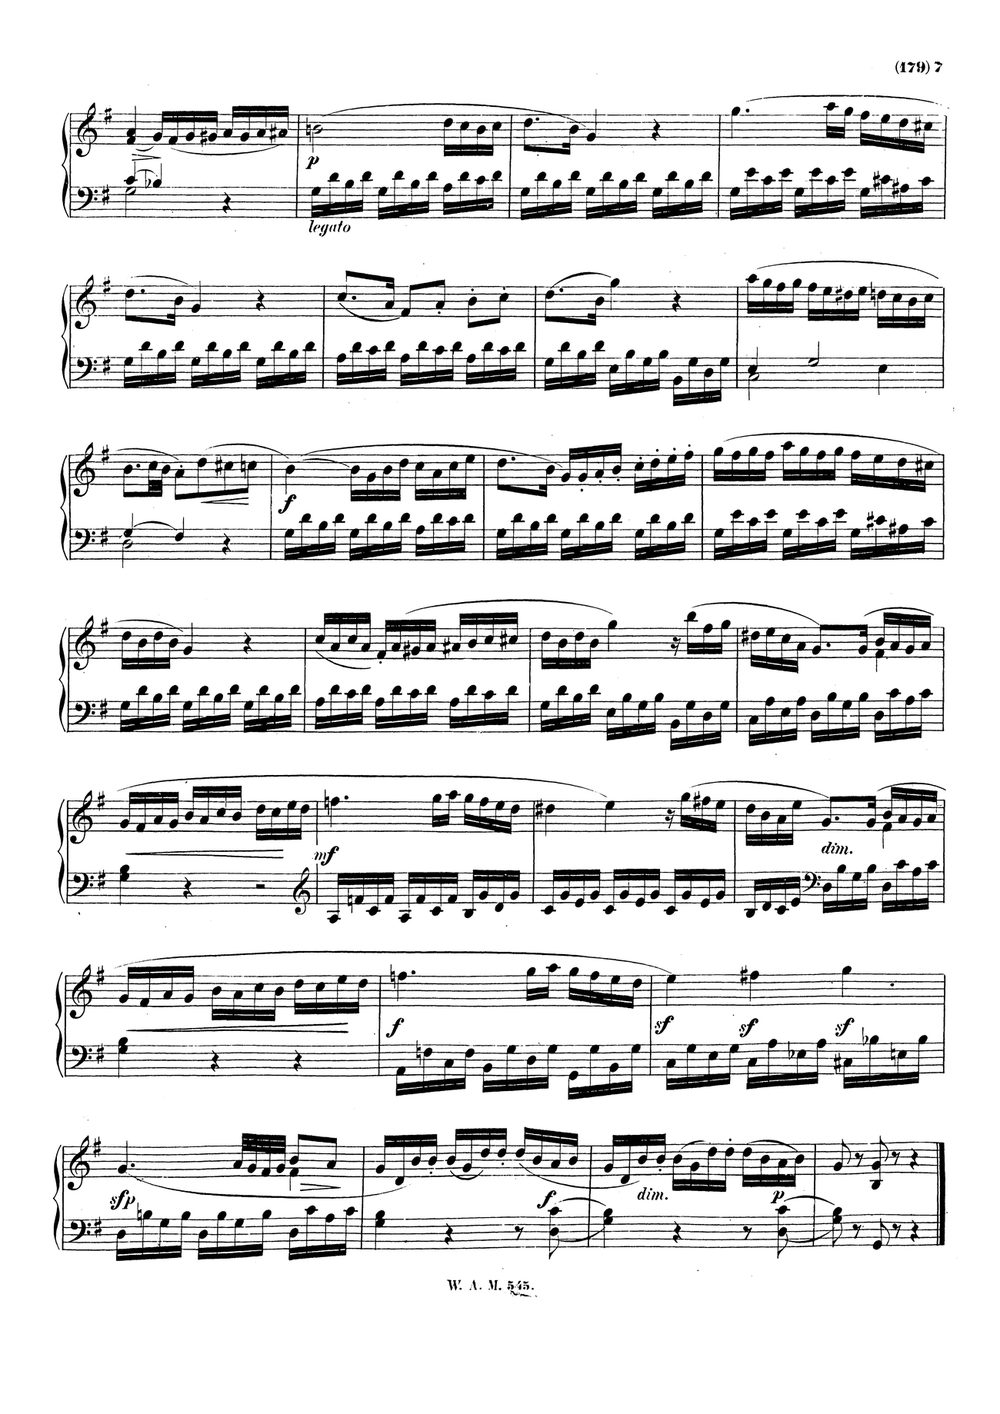 (179) 7
p
legato
f
mf
dim.
f
sf sf sf
sfp
f
dim.
p
W. A. M. 545.